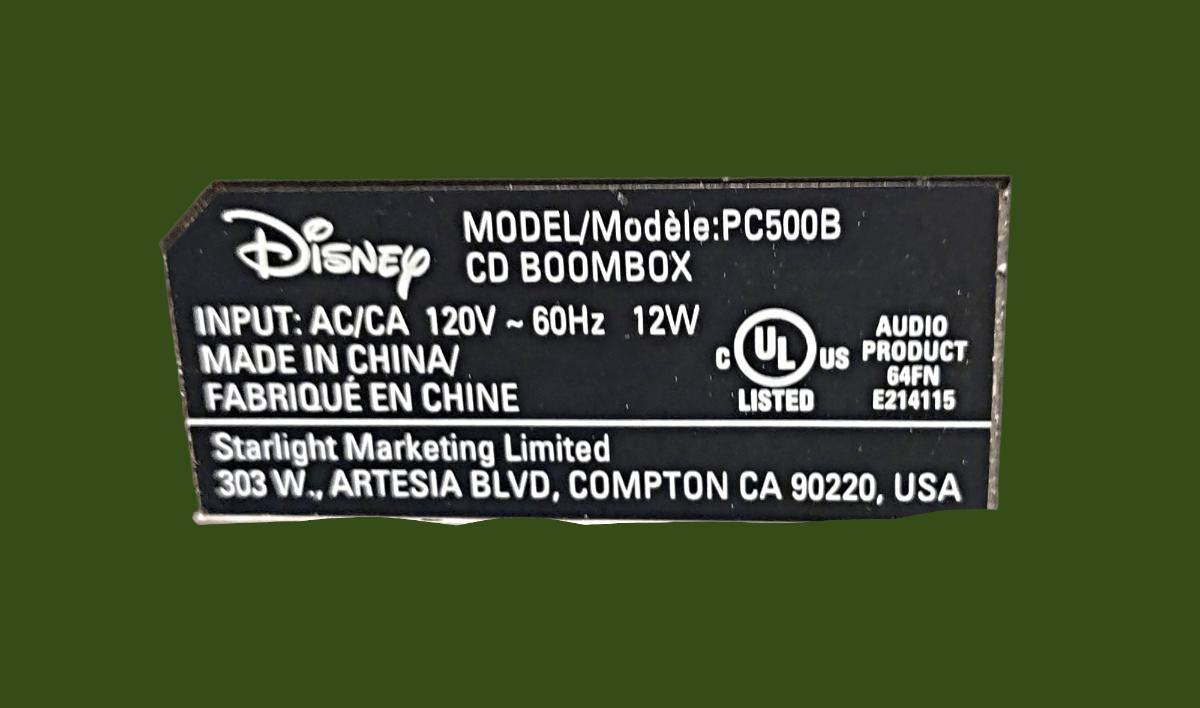 Disney
MODEL/Modèle:PC500B
CD BOOMBOX
INPUT: AC/CA 120V ~ 60Hz 12W
MADE IN CHINA/
FABRIQUÉ EN CHINE
C UL US
LISTED
AUDIO
PRODUCT
64FN
E214115
Starlight Marketing Limited
303 W., ARTESIA BLVD, COMPTON CA 90220, USA